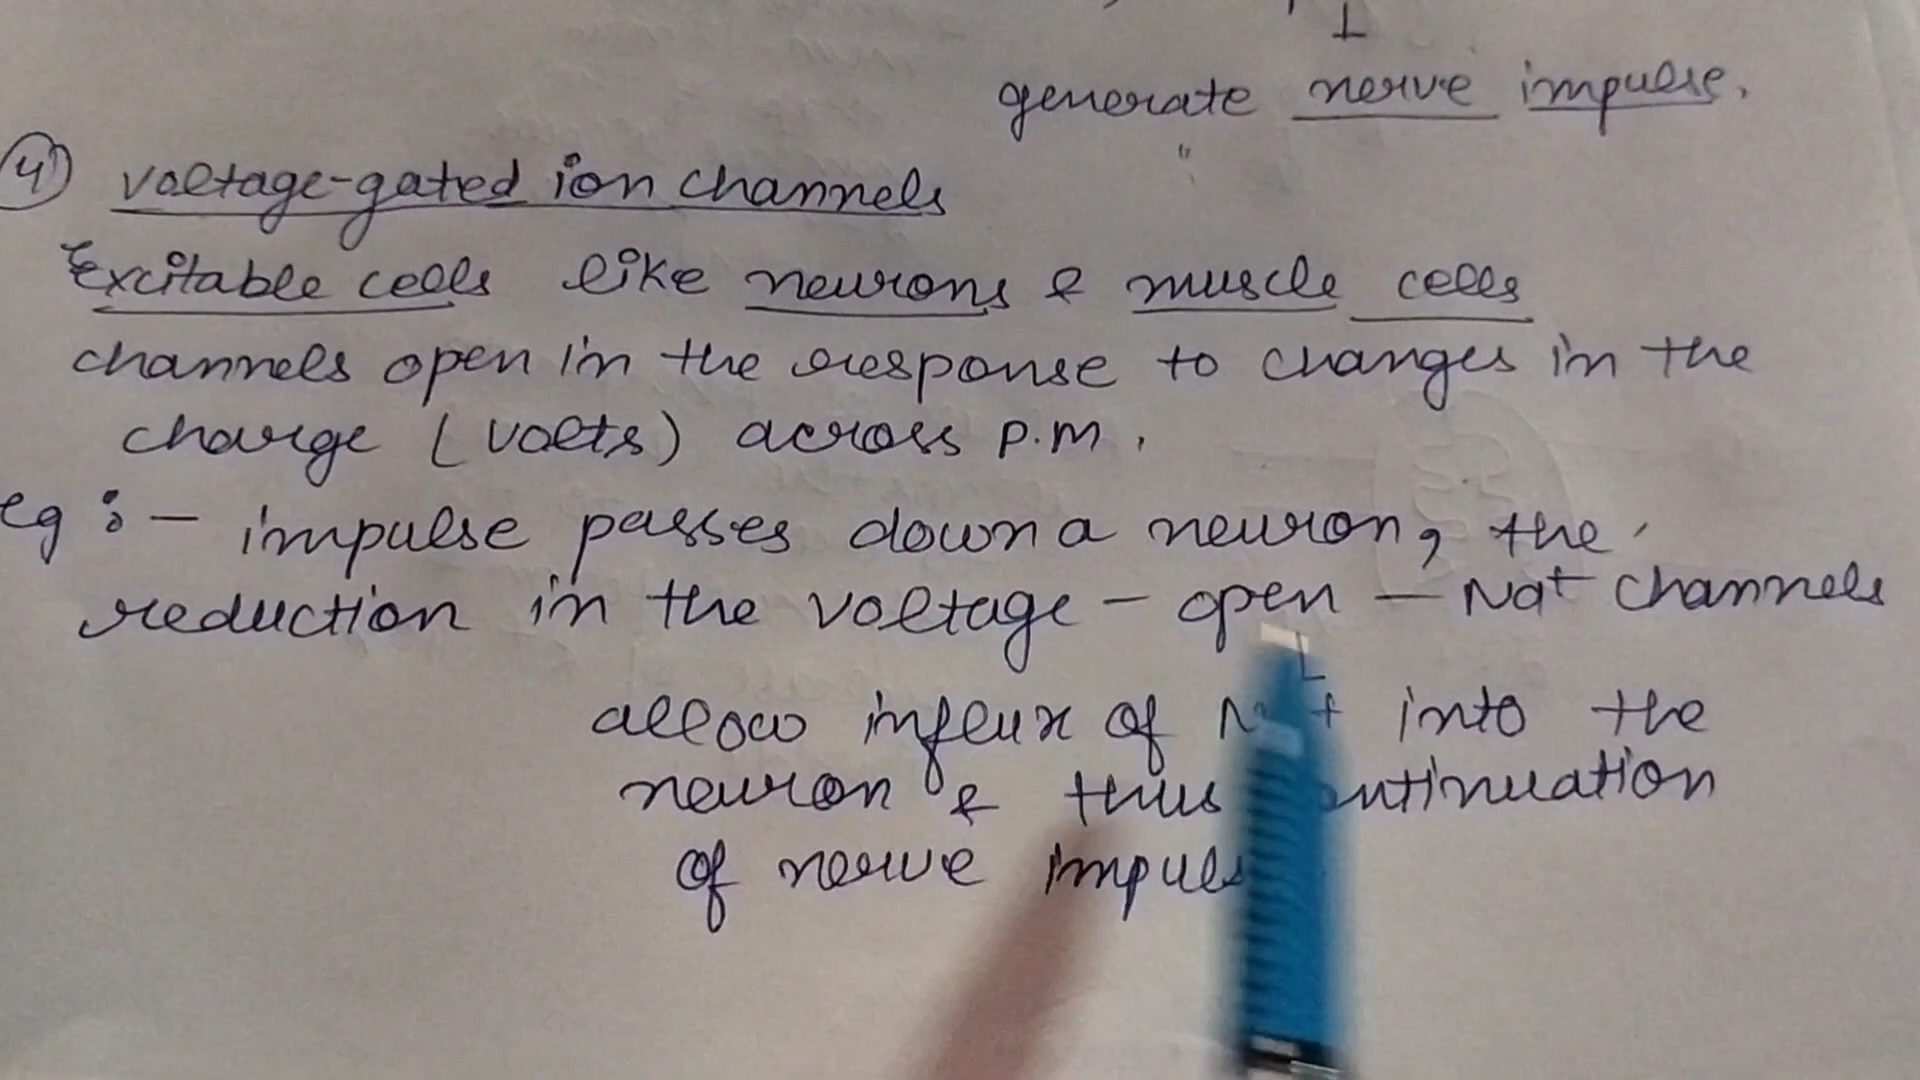 generate nerve impulse.
4) voltage-gated ion channels
Excitable cells like neurons & muscle cells
channels open in the response to changes in the
charge (volts) across P.M.
eg :- impulse passes down a neuron, the
reduction in the voltage - open - Na+ channels
allow influx of into the
neuron & thus
of nerve